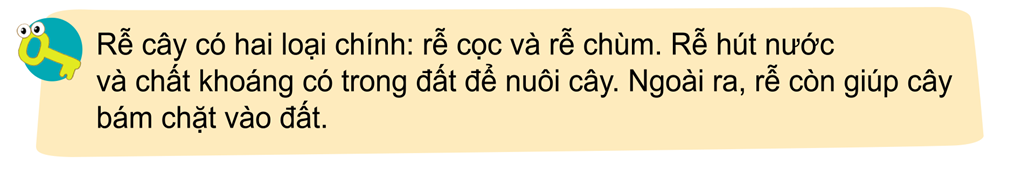 Rễ cây có hai loại chính: rễ cọc và rễ chùm. Rễ hút nước
và chất khoáng có trong đất để nuôi cây. Ngoài ra, rễ còn giúp cây
bám chặt vào đất.